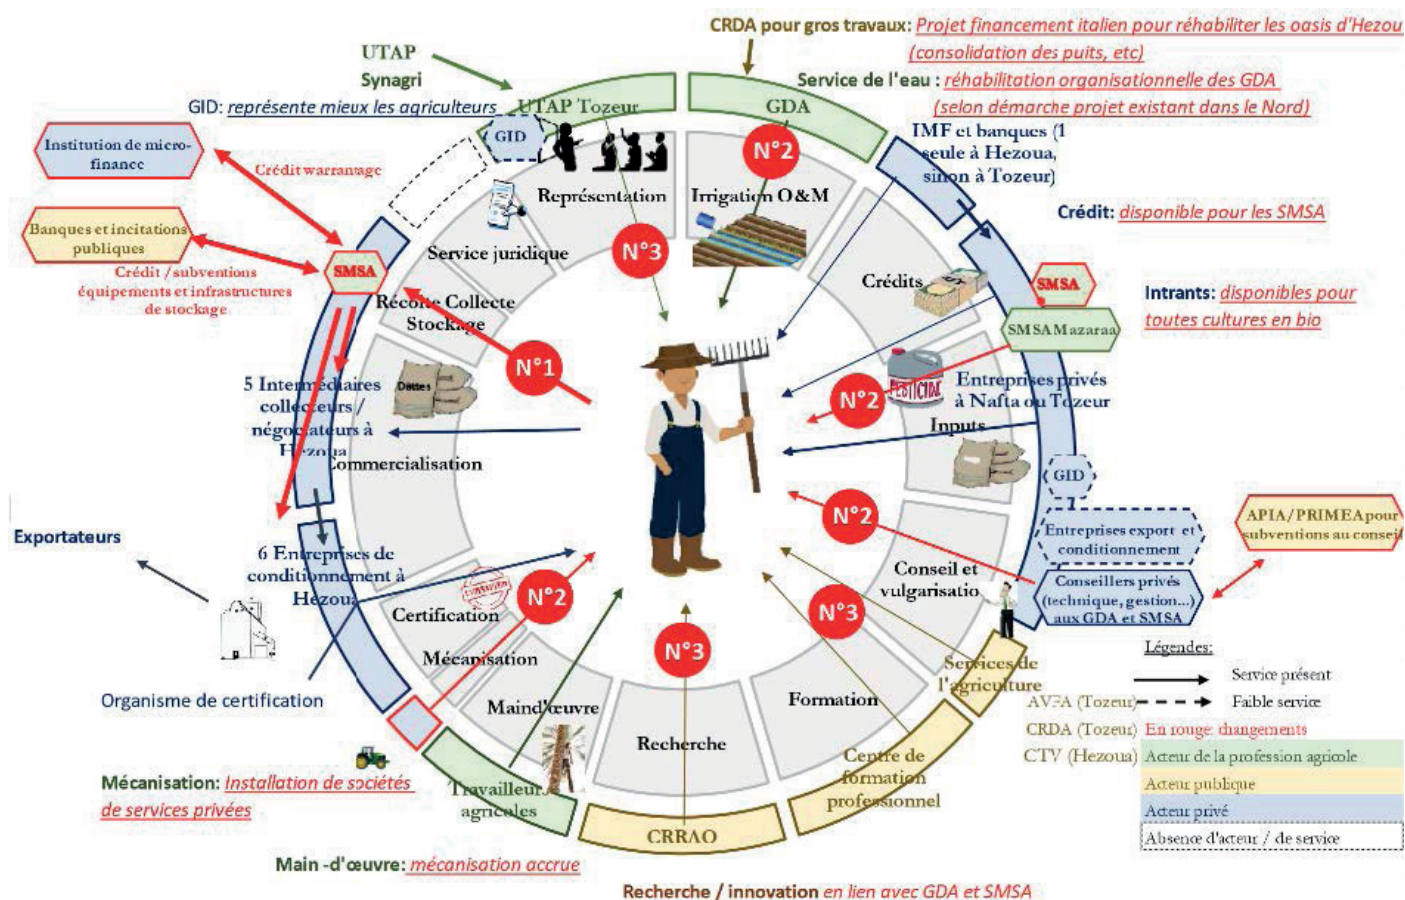 CRDA pour gros travaux: Projet financement italien pour réhabiliter les oasis d'Hezou
(consolidation des puits, etc)
UTAP
Synagri
Service de l'eau : réhabilitation organisationnelle des GDA
(selon démarche projet existant dans le Nord)
GID: représente mieux les agriculteurs
UTAP Tozeur
GDA
GID
IMF et banques (1
seule à Hezoua,
sinon à Tozeur)
Institution de micro-
finance
Crédit warrantage
N°2
Représentation
Irrigation O&M
Crédit: disponible pour les SMSA
Banques et incitations
publiques
Service juridique
N°3
SMSA
Crédits
SMSA
Crédit / subventions
équipements et infrastructures
de stockage
Récolte Collecte
Stockage
Intrants: disponibles pour
toutes cultures en bio
SMSA Mazaraa
N°1
PESTICIDE
Entreprises privés
à Nafta ou Tozeur
5 Intermédiaires
collecteurs /
négociateurs à
Hezoua
Dattes
N°2
Inputs
Commercialisation
GID
N°2
APIA/PRIMEA pour
subventions au conseil
Exportateurs
Entreprises export et
conditionnement
6 Entreprises de
conditionnement à
Hezoua
Conseil et
vulgarisatio
Conseillers privés
(technique, gestion...)
aux GDA et SMSA
N°2
Certification
N°3
Mécanisation
N°3
Légendes:
Service présent
Services de
l'agriculture
Organisme de certification
Main d'œuvre
Formation
AVFA (Tozeur)
Faible service
Recherche
CRDA (Tozeur)
En rouge: changements
Centre de
formation
professionnel
CTV (Hezoua)
Acteur de la profession agricole
Mécanisation: Installation de sociétés
de services privées
Travailleur
agricoles
Acteur publique
Acteur privé
CRRAO
Absence d'acteur / de service
Main -d'œuvre: mécanisation accrue
Recherche / innovation en lien avec GDA et SMSA